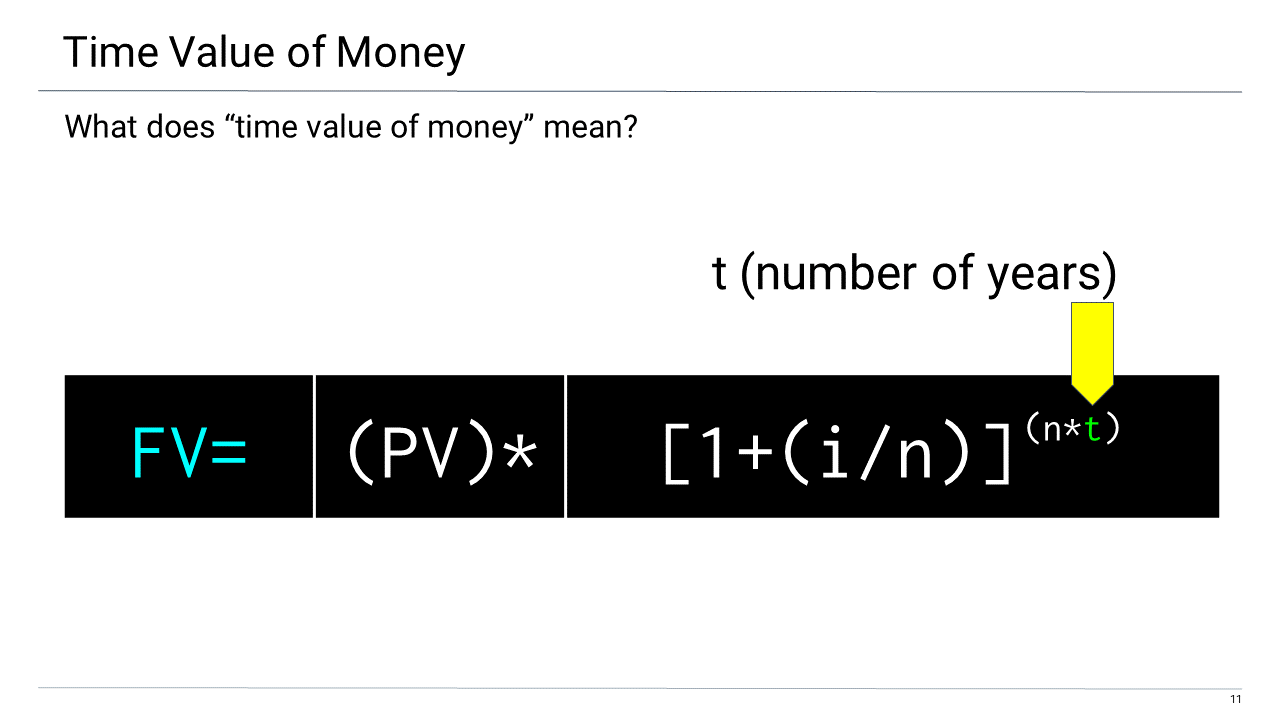 Time Value of Money
What does “time value of money” mean?
t (number of years)
FV= (PV)* [1+(i/n)]^(n*t)
11